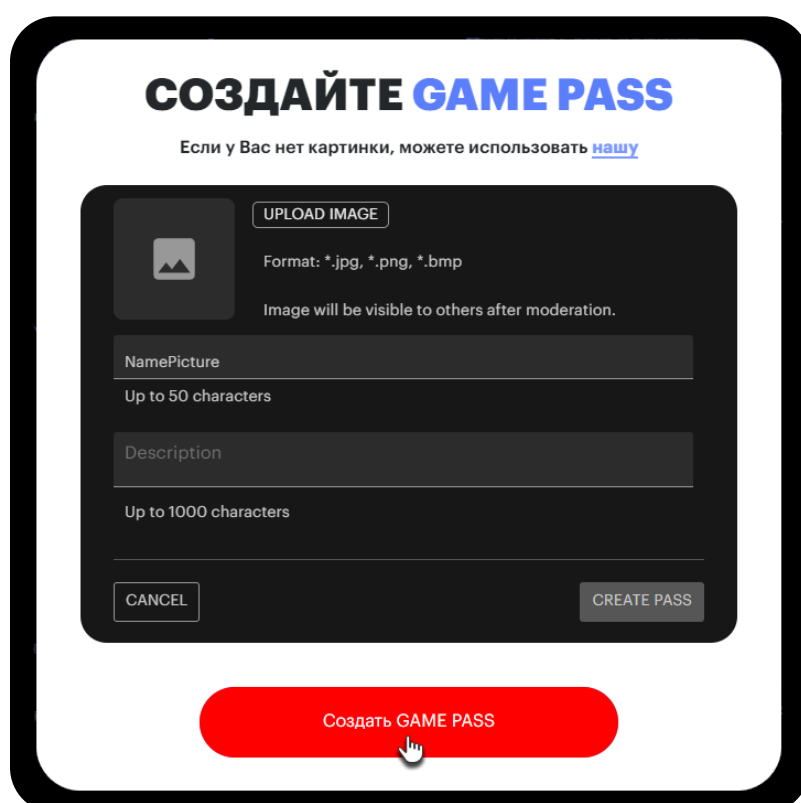 СОЗДАЙТЕ GAME PASS
Если у Вас нет картинки, можете использовать нашу
UPLOAD IMAGE
Format: *.jpg, *.png, *.bmp
Image will be visible to others after moderation.
NamePicture
Up to 50 characters
Description
Up to 1000 characters
CANCEL
CREATE PASS
Создать GAME PASS